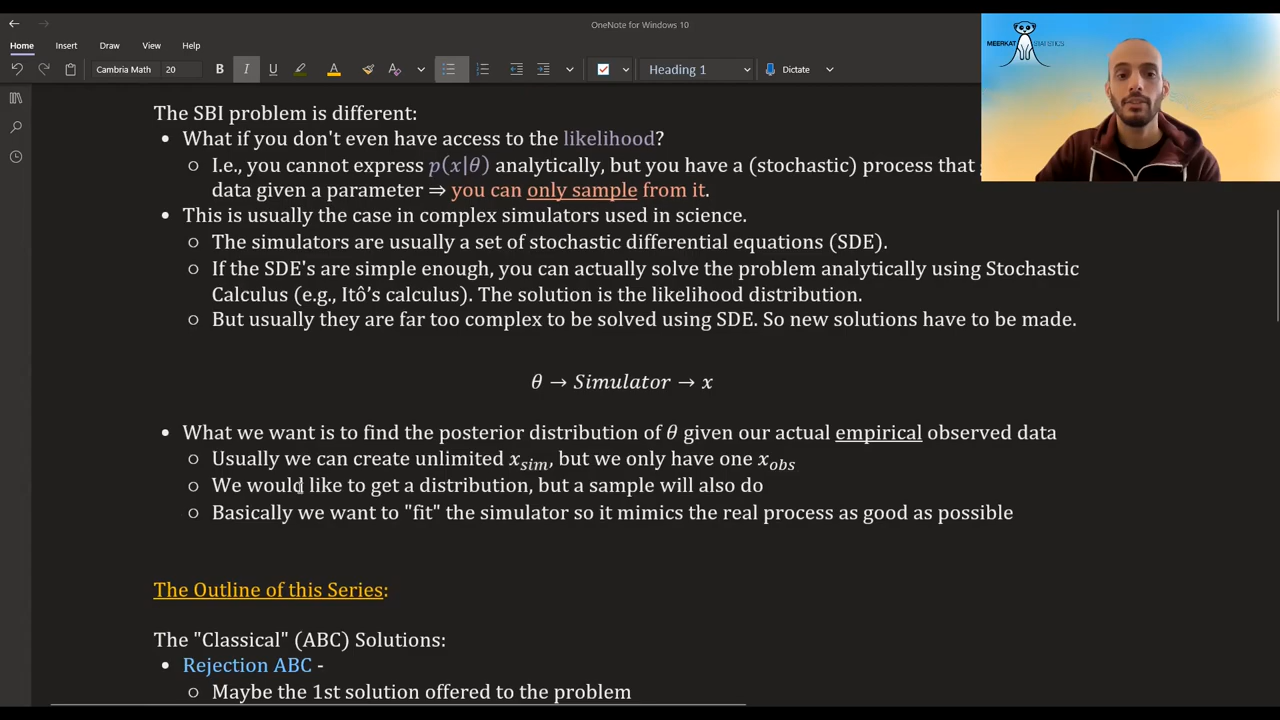 OneNote for Windows 10
Home Insert Draw View Help
Cambria Math 20 B I U A A Heading 1 Dictate
MEERKAT STATISTICS
The SBI problem is different:
• What if you don't even have access to the likelihood?
○ I.e., you cannot express p(x|θ) analytically, but you have a (stochastic) process that
data given a parameter ⇒ you can only sample from it.
• This is usually the case in complex simulators used in science.
○ The simulators are usually a set of stochastic differential equations (SDE).
○ If the SDE's are simple enough, you can actually solve the problem analytically using Stochastic
Calculus (e.g., Itô's calculus). The solution is the likelihood distribution.
○ But usually they are far too complex to be solved using SDE. So new solutions have to be made.
θ → Simulator → x
• What we want is to find the posterior distribution of θ given our actual empirical observed data
○ Usually we can create unlimited x_sim, but we only have one x_obs
○ We would like to get a distribution, but a sample will also do
○ Basically we want to "fit" the simulator so it mimics the real process as good as possible
The Outline of this Series:
The "Classical" (ABC) Solutions:
• Rejection ABC -
○ Maybe the 1st solution offered to the problem